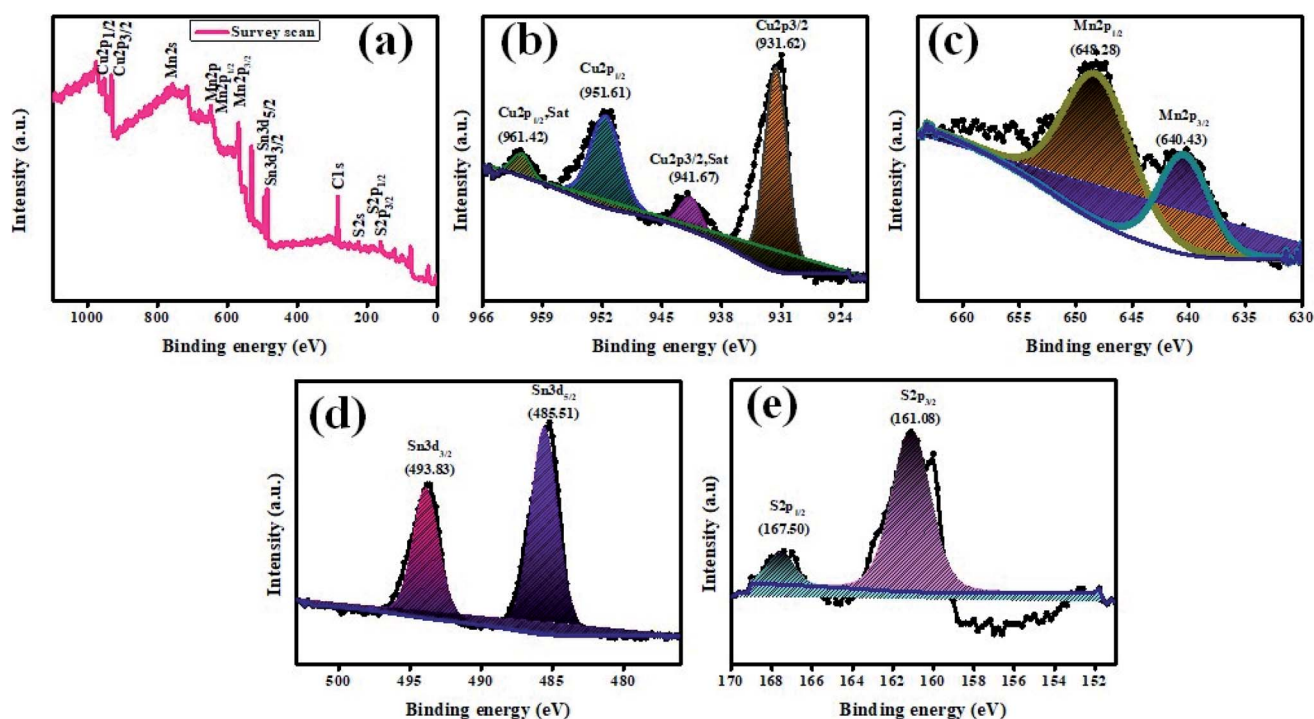 (a)
Survey scan
Cu2p1/2
Cu2p3/2
Mn2s
Mn2p
Mn2p1/2
Mn2p3/2
Sn3d5/2
Sn3d3/2
C1s
S2s
S2p1/2
S2p3/2
Intensity (a.u.)
1000 800 600 400 200 0
Binding energy (eV)
(b)
Cu2p3/2
(931.62)
Cu2p1/2
(951.61)
Cu2p1/2,Sat
(961.42)
Cu2p3/2,Sat
(941.67)
Intensity (a.u.)
966 959 952 945 938 931 924
Binding energy (eV)
(c)
Mn2p1/2
(648.28)
Mn2p3/2
(640.43)
Intensity (a.u.)
660 655 650 645 640 635 630
Binding energy (eV)
(d)
Sn3d5/2
(485.51)
Sn3d3/2
(493.83)
Intensity (a.u.)
500 495 490 485 480
Binding energy (eV)
(e)
S2p3/2
(161.08)
S2p1/2
(167.50)
Intensity (a.u)
170 168 166 164 162 160 158 156 154 152
Binding energy (eV)